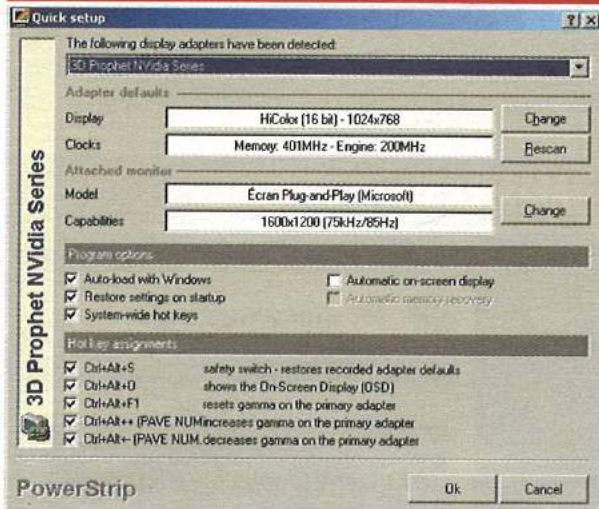 Quick setup
The following display adapters have been detected:
3D Prophet NVidia Series
Adapter defaults
Display
HiColor (16 bit) - 1024x768
Change
Clocks
Memory: 401MHz - Engine: 200MHz
Rescan
Attached monitor
Model
Écran Plug-and-Play (Microsoft)
Change
Capabilities
1600x1200 (75kHz/85Hz)
3D Prophet NVidia Series
Program options
Auto-load with Windows
Automatic on-screen display
Restore settings on startup
Automatic memory recovery
System-wide hot keys
Hot key assignments
Ctrl+Alt+S safety switch - restores recorded adapter defaults
Ctrl+Alt+O shows the On-Screen Display (OSD)
Ctrl+Alt+F1 resets gamma on the primary adapter
Ctrl+Alt++ (PAVE NUM increases gamma on the primary adapter
Ctrl+Alt+- (PAVE NUM. decreases gamma on the primary adapter
PowerStrip
Ok
Cancel